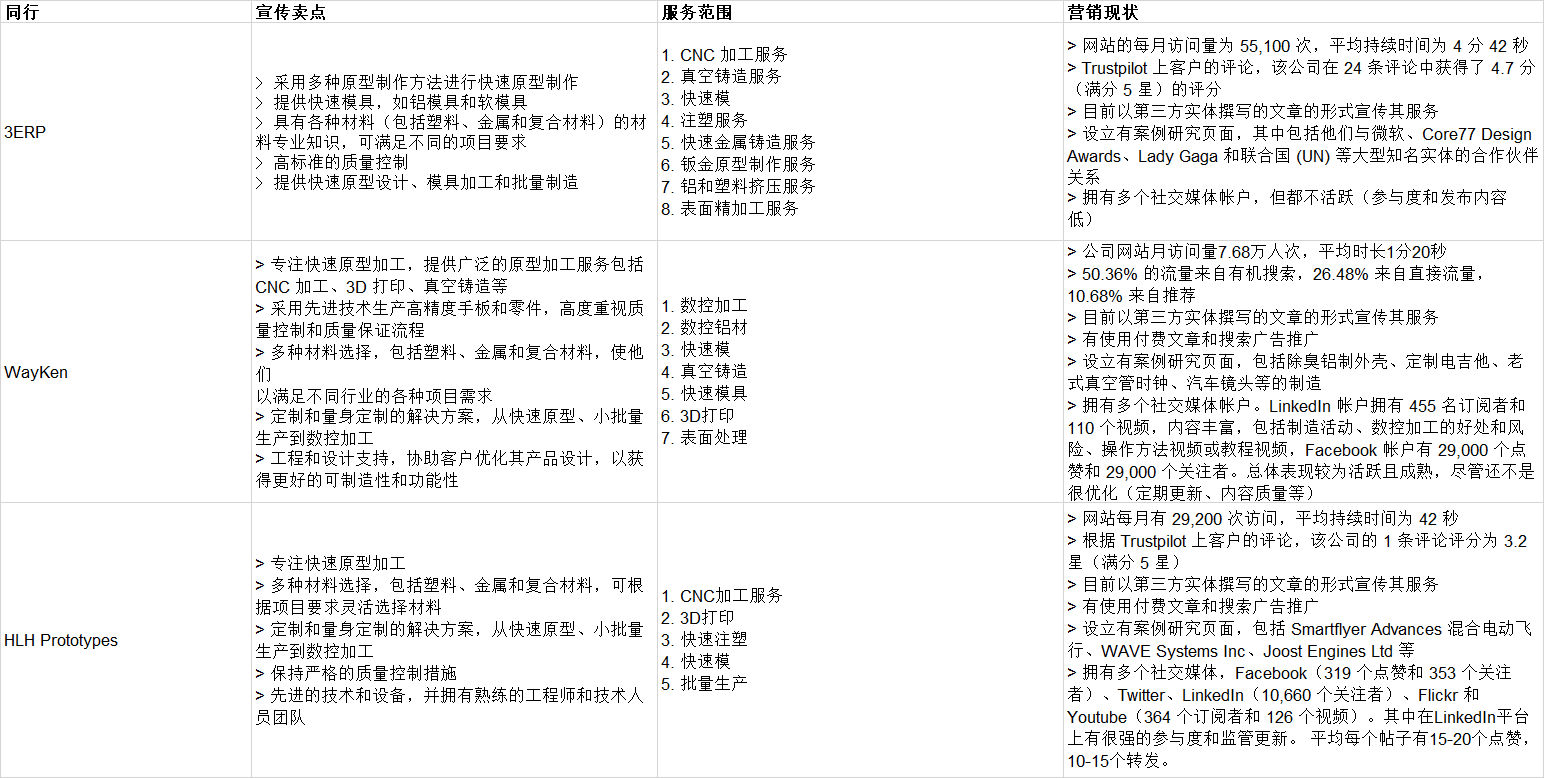 同行
宣传卖点
服务范围
营销现状
3ERP
> 采用多种原型制作方法进行快速原型制作
> 提供快速模具，如铝模具和软模具
> 具有各种材料（包括塑料、金属和复合材料）的材
料专业知识，可满足不同的项目要求
> 高标准的质量控制
> 提供快速原型设计、模具加工和批量制造
1. CNC 加工服务
2. 真空铸造服务
3. 快速模
4. 注塑服务
5. 快速金属铸造服务
6. 钣金原型制作服务
7. 铝和塑料挤压服务
8. 表面精加工服务
> 网站的每月访问量为 55,100 次，平均持续时间为 4 分 42 秒
> Trustpilot 上客户的评论，该公司在 24 条评论中获得了 4.7 分
（满分 5 星）的评分
> 目前以第三方实体撰写的文章的形式宣传其服务
> 设立有案例研究页面，其中包括他们与微软、Core77 Design
Awards、Lady Gaga 和联合国 (UN) 等大型知名实体的合作伙伴
关系
> 拥有多个社交媒体帐户，但都不活跃（参与度和发布内容
低）
WayKen
> 专注快速原型加工，提供广泛的原型加工服务包括
CNC 加工、3D 打印、真空铸造等
> 采用先进技术生产高精度手板和零件，高度重视质
量控制和质量保证流程
> 多种材料选择，包括塑料、金属和复合材料，使他
们
以满足不同行业的各种项目需求
> 定制和量身定制的解决方案，从快速原型、小批量
生产到数控加工
> 工程和设计支持，协助客户优化其产品设计，以获
得更好的可制造性和功能性
1. 数控加工
2. 数控铝材
3. 快速模
4. 真空铸造
5. 快速模具
6. 3D打印
7. 表面处理
> 公司网站月访问量7.68万人次，平均时长1分20秒
> 50.36% 的流量来自有机搜索，26.48% 来自直接流量，
10.68% 来自推荐
> 目前以第三方实体撰写的文章的形式宣传其服务
> 有使用付费文章和搜索广告推广
> 设立有案例研究页面，包括除臭铝制外壳、定制电吉他、老
式真空管时钟、汽车镜头等的制造
> 拥有多个社交媒体帐户。LinkedIn 帐户拥有 455 名订阅者和
110 个视频，内容丰富，包括制造活动、数控加工的好处和风
险、操作方法视频或教程视频，Facebook 帐户有 29,000 个点
赞和 29,000 个关注者。总体表现较为活跃且成熟，尽管还不是
很优化（定期更新、内容质量等）
HLH Prototypes
> 专注快速原型加工
> 多种材料选择，包括塑料、金属和复合材料，可根
据项目要求灵活选择材料
> 定制和量身定制的解决方案，从快速原型、小批量
生产到数控加工
> 保持严格的质量控制措施
> 先进的技术和设备，并拥有熟练的工程师和技术人
员团队
1. CNC加工服务
2. 3D打印
3. 快速注塑
4. 快速模
5. 批量生产
> 网站每月有 29,200 次访问，平均持续时间为 42 秒
> 根据 Trustpilot 上客户的评论，该公司的 1 条评论评分为 3.2
星（满分 5 星）
> 目前以第三方实体撰写的文章的形式宣传其服务
> 有使用付费文章和搜索广告推广
> 设立有案例研究页面，包括 Smartflyer Advances 混合电动飞
行、WAVE Systems Inc、Joost Engines Ltd 等
> 拥有多个社交媒体，Facebook（319 个点赞和 353 个关注
者）、Twitter、LinkedIn（10,660 个关注者）、Flickr 和
Youtube（364 个订阅者和 126 个视频）。其中在LinkedIn平台
上有很强的参与度和监管更新。 平均每个帖子有15-20个点赞，
10-15个转发。